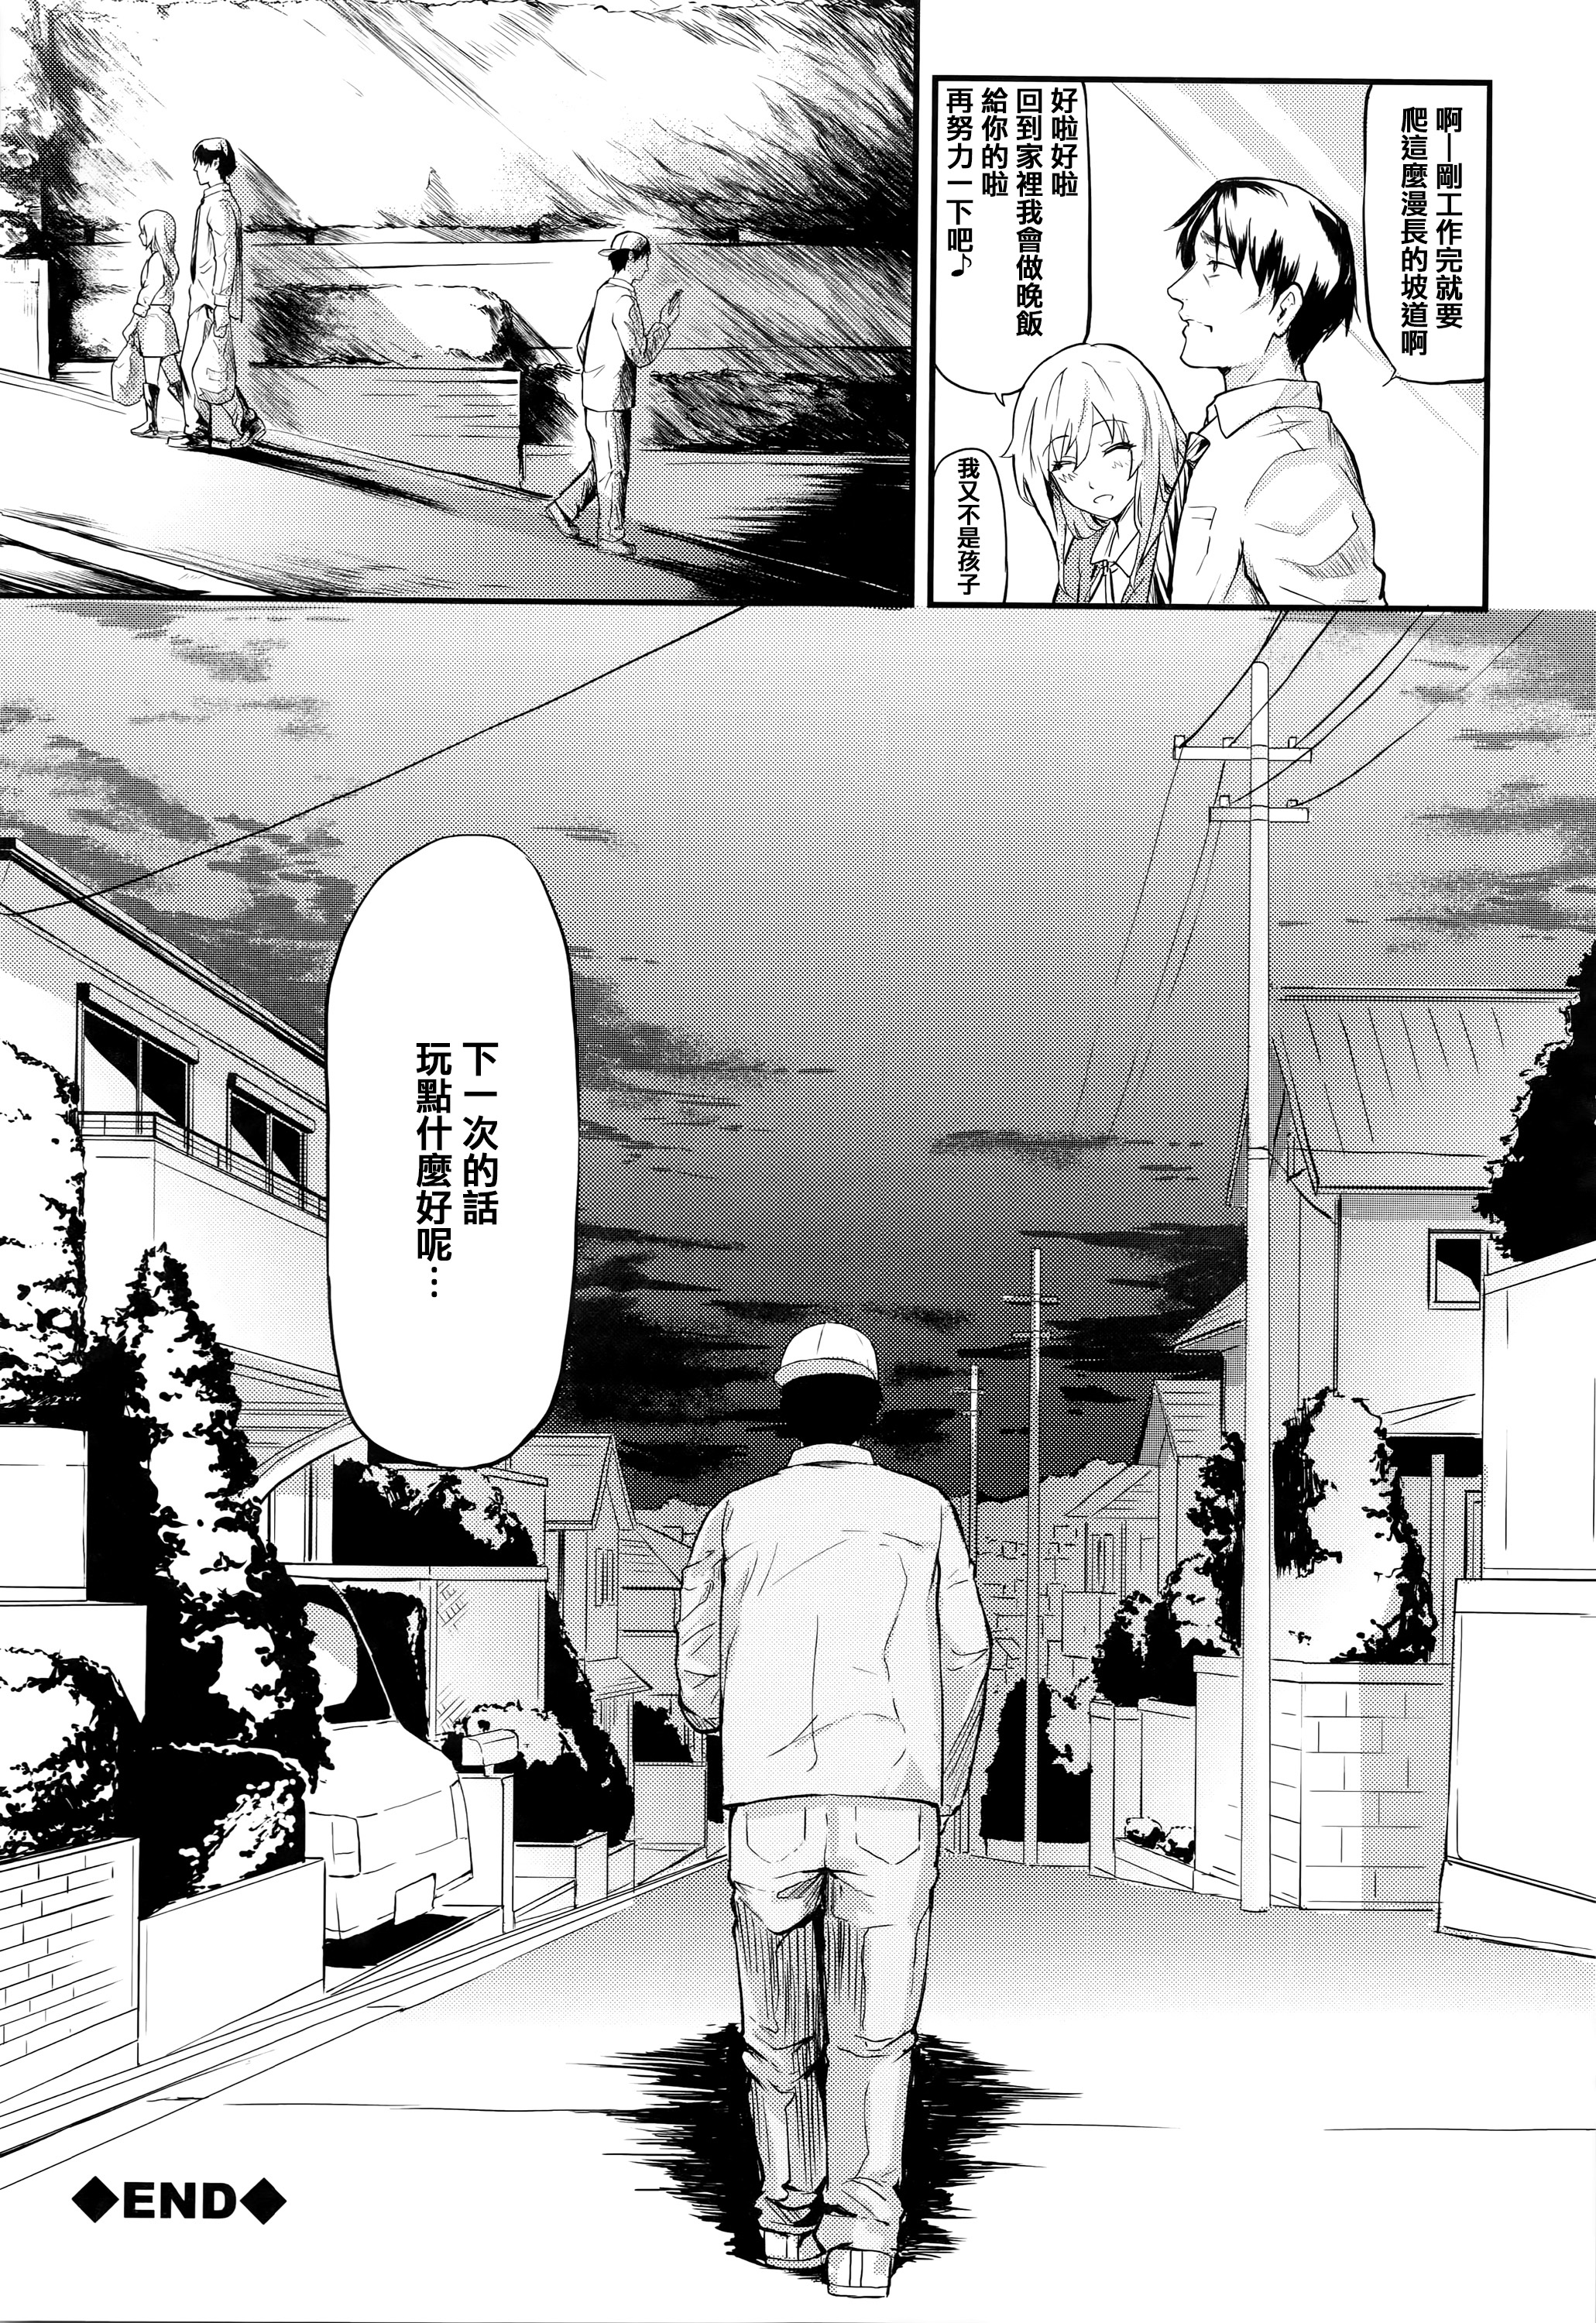 啊—剛工作完就要
爬這麼漫長的坡道啊
好啦好啦
回到家裡我會做晚飯
給你的啦
再努力一下吧♪
我又不是孩子
下一次的話
玩點什麼好呢…
◆END◆